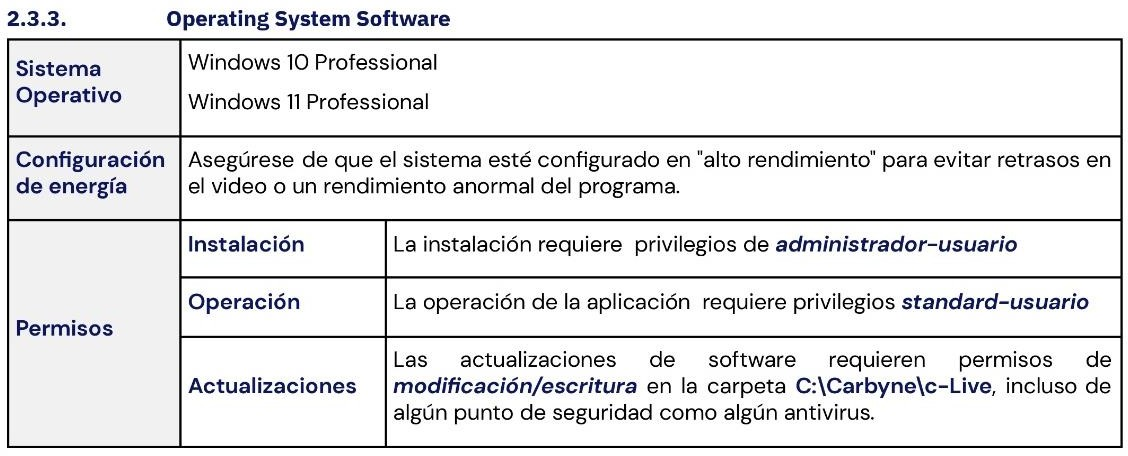 2.3.3. Operating System Software
Sistema
Operativo
Windows 10 Professional
Windows 11 Professional
Configuración
de energía
Asegúrese de que el sistema esté configurado en "alto rendimiento" para evitar retrasos en
el video o un rendimiento anormal del programa.
Permisos
Instalación
La instalación requiere privilegios de administrador-usuario
Operación
La operación de la aplicación requiere privilegios standard-usuario
Actualizaciones
Las actualizaciones de software requieren permisos de
modificación/escritura en la carpeta C:\Carbyne\c-Live, incluso de
algún punto de seguridad como algún antivirus.